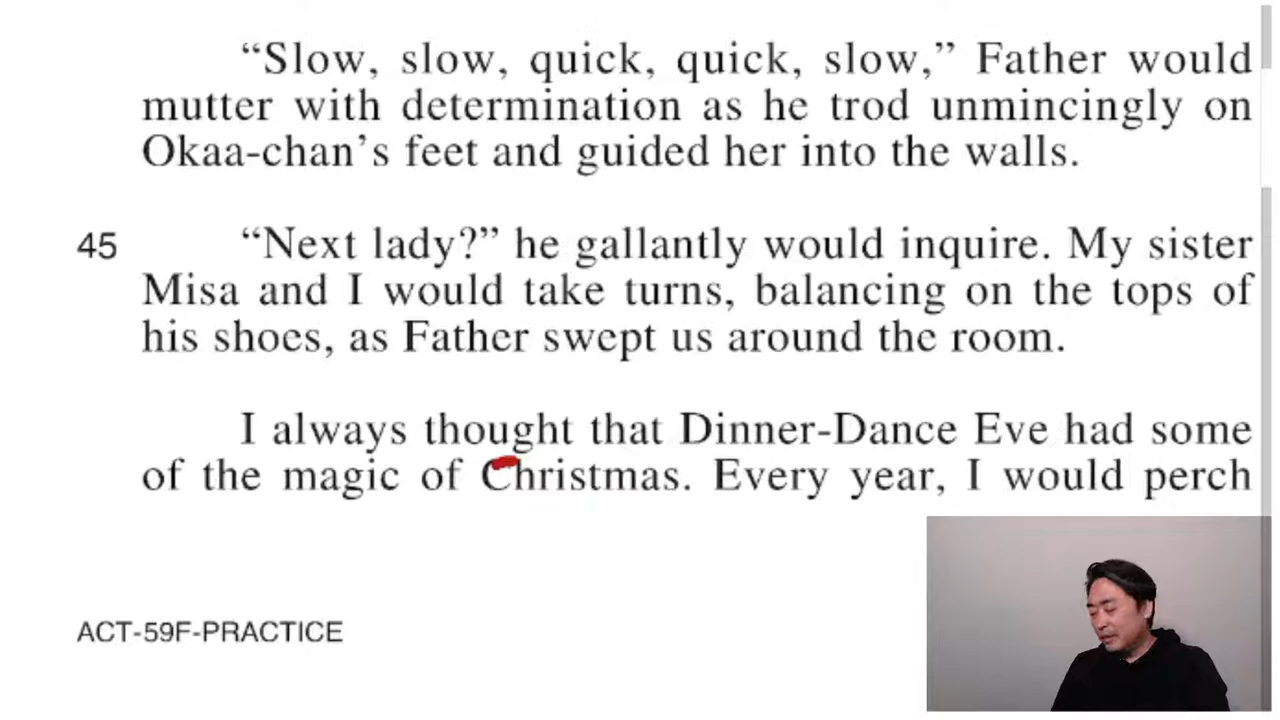 “Slow, slow, quick, quick, slow,” Father would
mutter with determination as he trod unmincingly on
Okaa-chan’s feet and guided her into the walls.
45 “Next lady?” he gallantly would inquire. My sister
Misa and I would take turns, balancing on the tops of
his shoes, as Father swept us around the room.
I always thought that Dinner-Dance Eve had some
of the magic of Christmas. Every year, I would perch
ACT-59F-PRACTICE